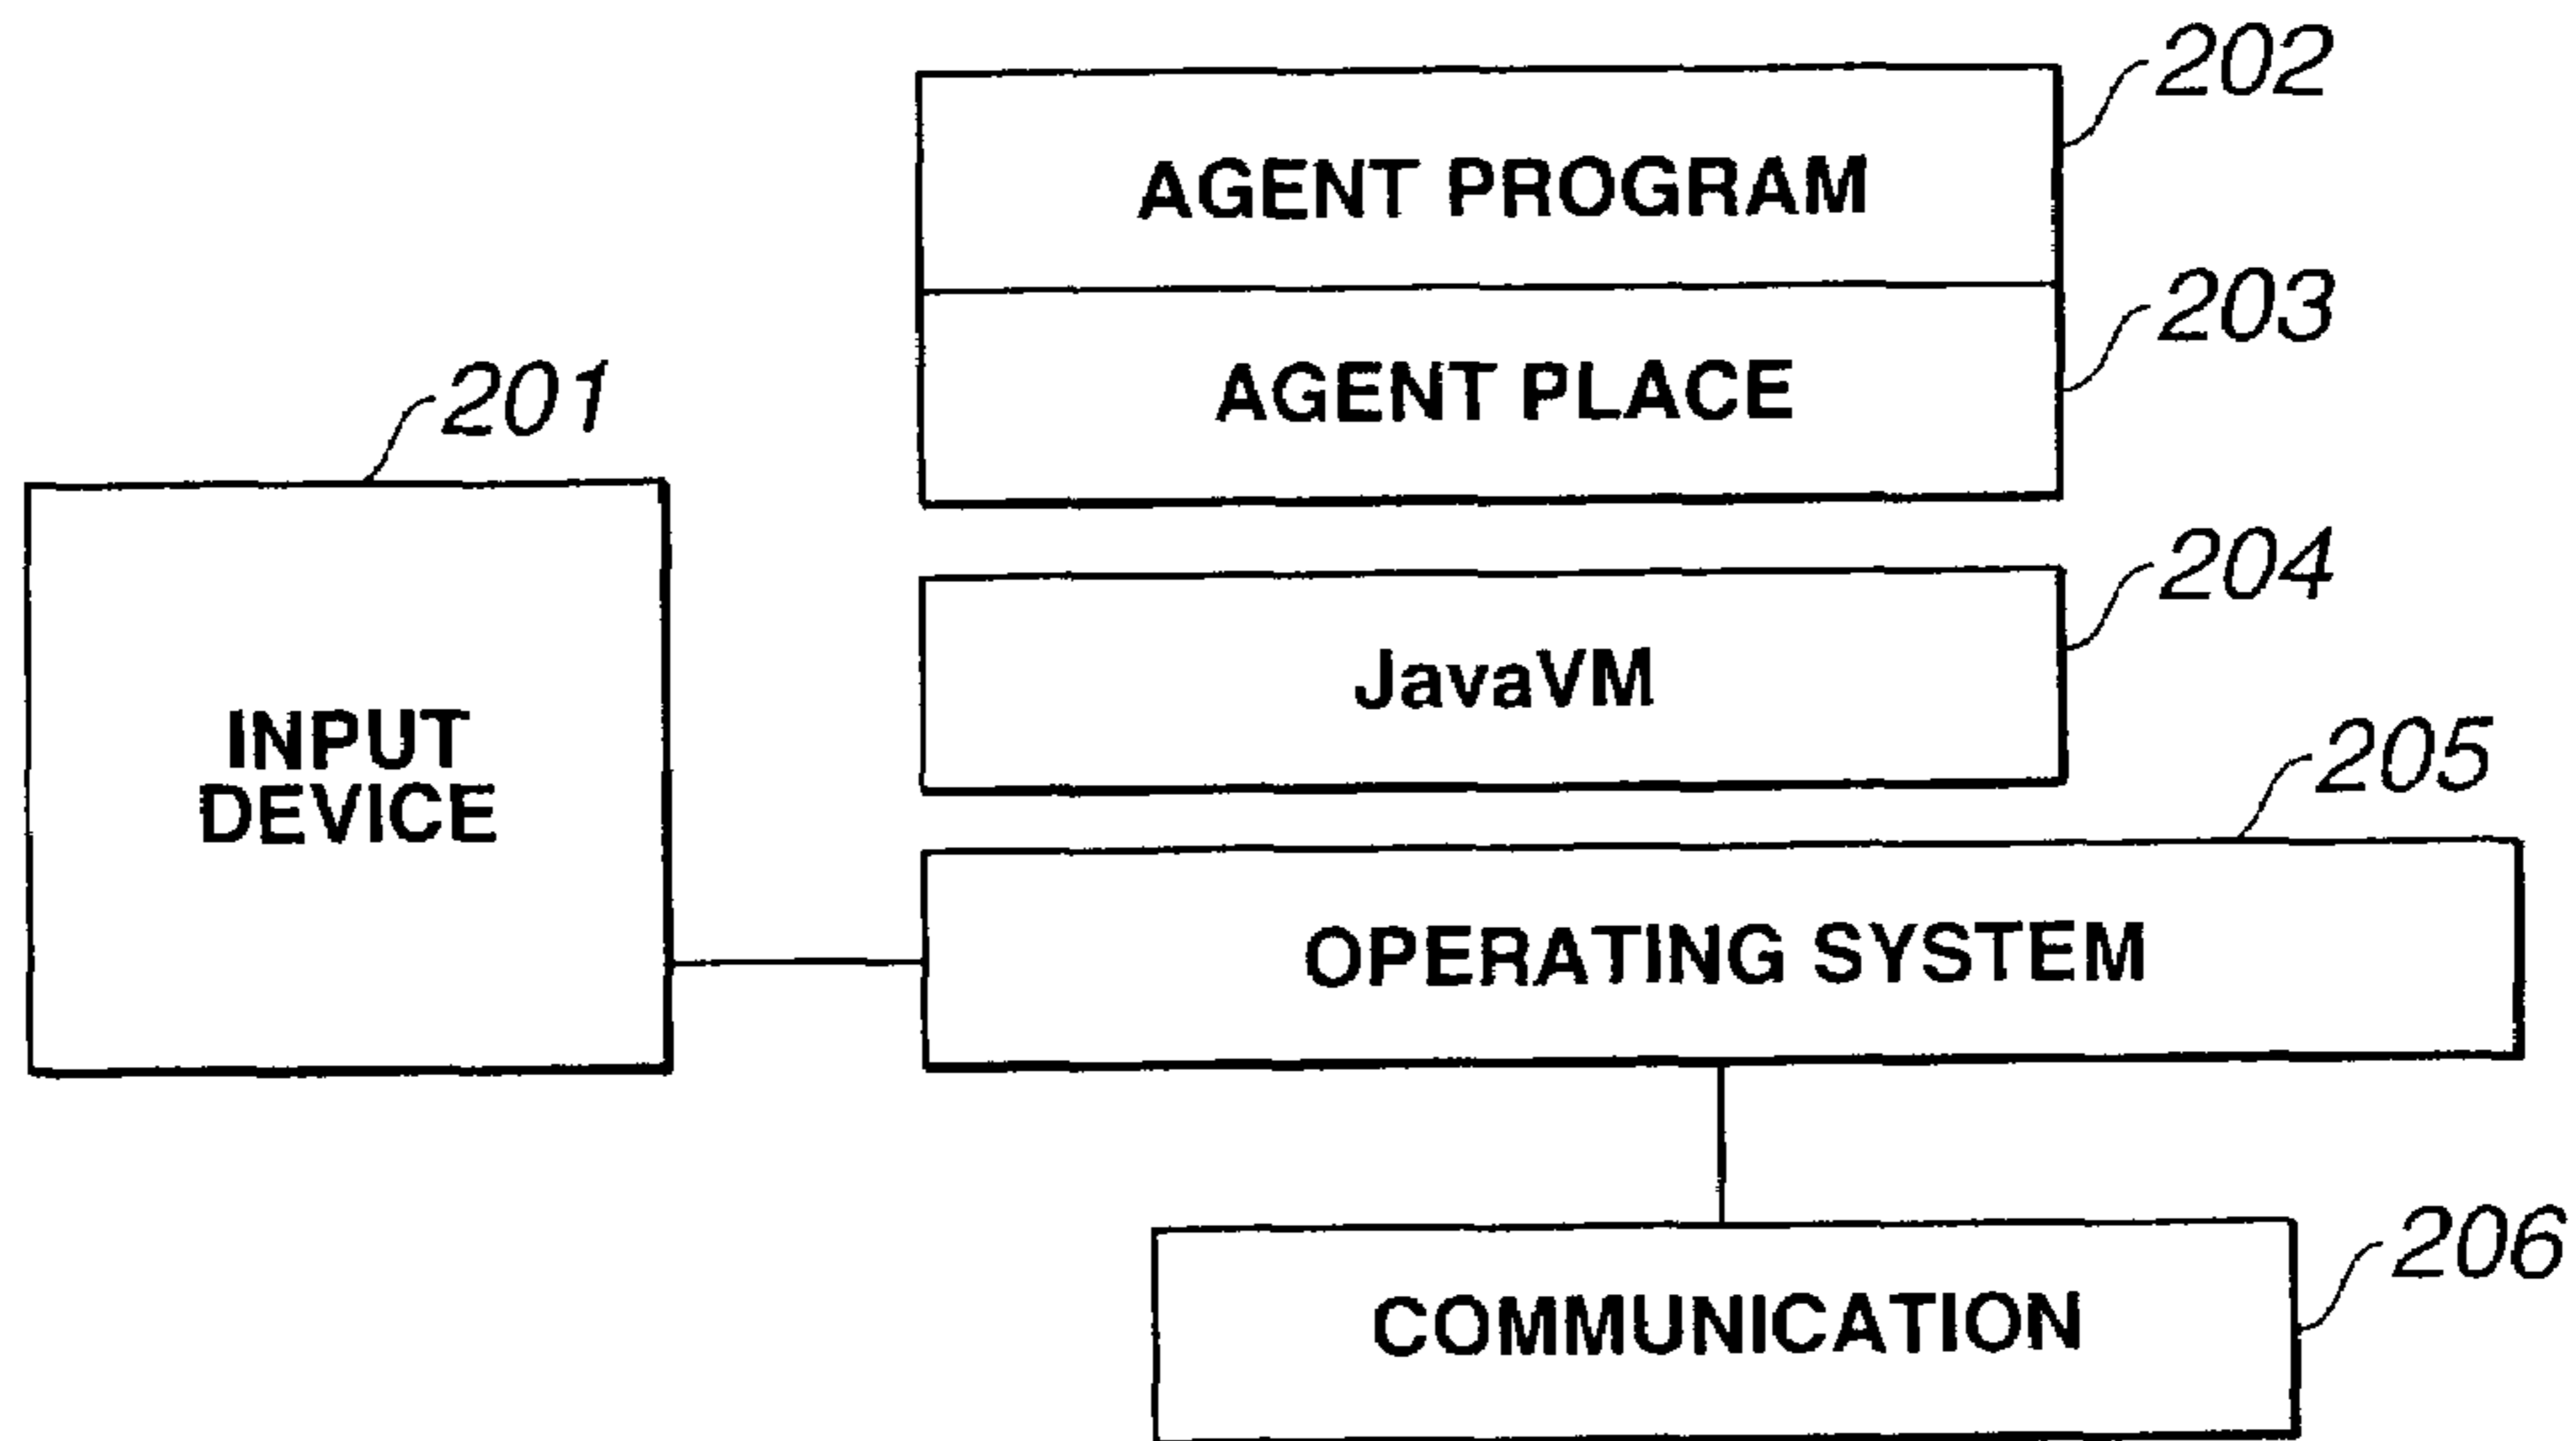 202
AGENT PROGRAM
203
AGENT PLACE
201
204
JavaVM
INPUT
DEVICE
205
OPERATING SYSTEM
206
COMMUNICATION